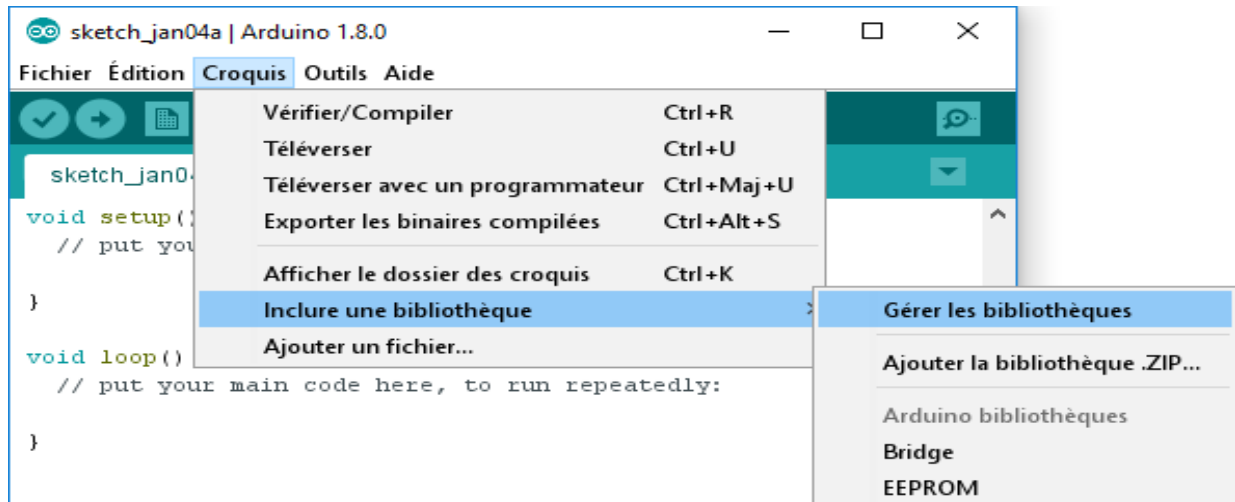 sketch_jan04a | Arduino 1.8.0
Fichier Édition Croquis Outils Aide
Vérifier/Compiler Ctrl+R
Téléverser Ctrl+U
sketch_jan0
Téléverser avec un programmateur Ctrl+Maj+U
void setup()
Exporter les binaires compilées Ctrl+Alt+S
// put you
Afficher le dossier des croquis Ctrl+K
}
Inclure une bibliothèque
Gérer les bibliothèques
Ajouter un fichier...
void loop()
Ajouter la bibliothèque .ZIP...
// put your main code here, to run repeatedly:
Arduino bibliothèques
}
Bridge
EEPROM